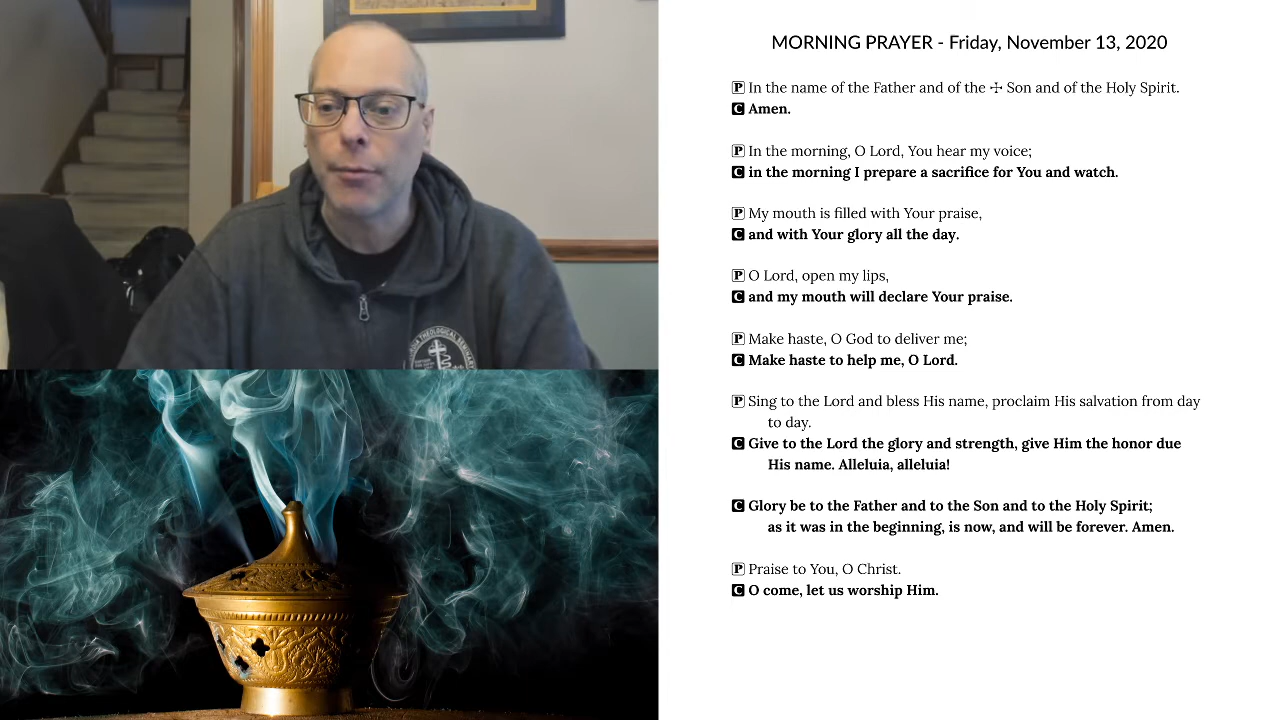 MORNING PRAYER - Friday, November 13, 2020
P In the name of the Father and of the ☩ Son and of the Holy Spirit.
C Amen.
P In the morning, O Lord, You hear my voice;
C in the morning I prepare a sacrifice for You and watch.
P My mouth is filled with Your praise,
C and with Your glory all the day.
P O Lord, open my lips,
C and my mouth will declare Your praise.
P Make haste, O God to deliver me;
C Make haste to help me, O Lord.
P Sing to the Lord and bless His name, proclaim His salvation from day
to day.
C Give to the Lord the glory and strength, give Him the honor due
His name. Alleluia, alleluia!
C Glory be to the Father and to the Son and to the Holy Spirit;
as it was in the beginning, is now, and will be forever. Amen.
P Praise to You, O Christ.
C O come, let us worship Him.
THEOLOGICAL SEMINARY